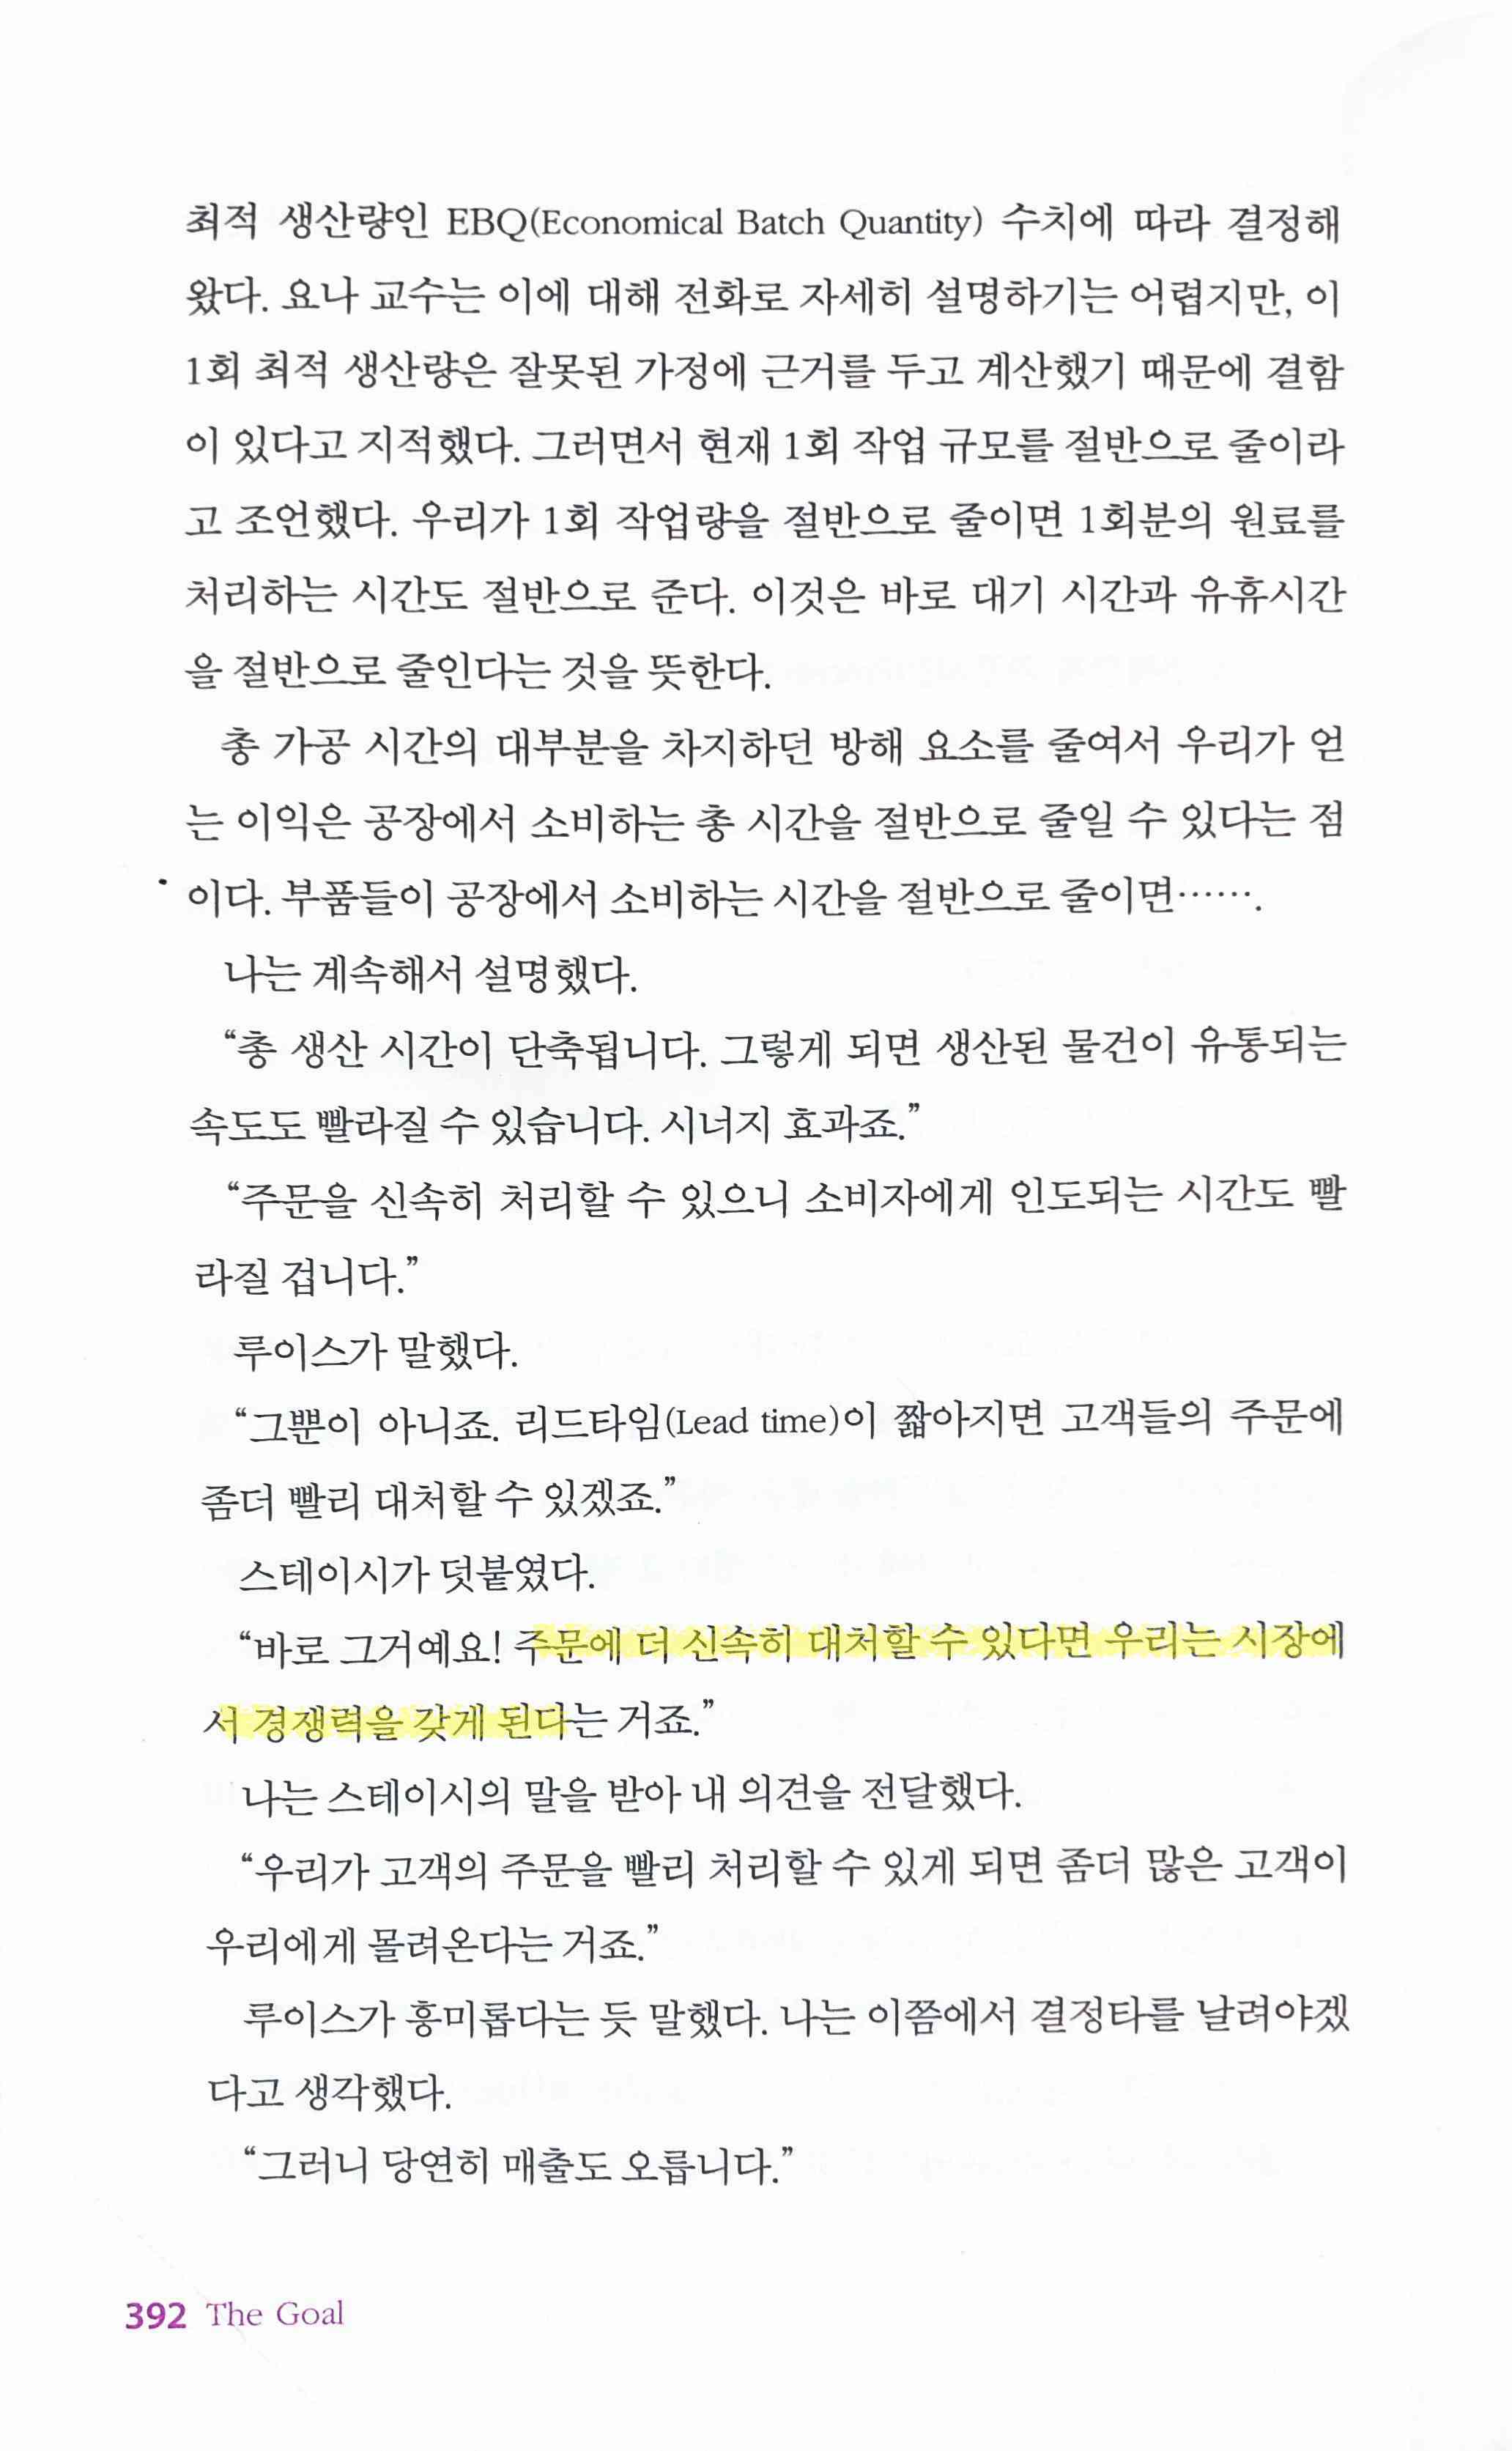 최적 생산량인 EBQ(Economical Batch Quantity) 수치에 따라 결정해
왔다. 요나 교수는 이에 대해 전화로 자세히 설명하기는 어렵지만, 이
1회 최적 생산량은 잘못된 가정에 근거를 두고 계산했기 때문에 결함
이 있다고 지적했다. 그러면서 현재 1회 작업 규모를 절반으로 줄이라
고 조언했다. 우리가 1회 작업량을 절반으로 줄이면 1회분의 원료를
처리하는 시간도 절반으로 준다. 이것은 바로 대기 시간과 유휴시간
을 절반으로 줄인다는 것을 뜻한다.
총 가공 시간의 대부분을 차지하던 방해 요소를 줄여서 우리가 얻
는 이익은 공장에서 소비하는 총 시간을 절반으로 줄일 수 있다는 점
이다. 부품들이 공장에서 소비하는 시간을 절반으로 줄이면…….
나는 계속해서 설명했다.
“총 생산 시간이 단축됩니다. 그렇게 되면 생산된 물건이 유통되는
속도도 빨라질 수 있습니다. 시너지 효과죠.”
“주문을 신속히 처리할 수 있으니 소비자에게 인도되는 시간도 빨
라질 겁니다.”
루이스가 말했다.
“그뿐이 아니죠. 리드타임(Lead time)이 짧아지면 고객들의 주문에
좀더 빨리 대처할 수 있겠죠.”
스테이시가 덧붙였다.
“바로 그거예요! 주문에 더 신속히 대처할 수 있다면 우리는 시장에
서 경쟁력을 갖게 된다는 거죠.”
나는 스테이시의 말을 받아 내 의견을 전달했다.
“우리가 고객의 주문을 빨리 처리할 수 있게 되면 좀더 많은 고객이
우리에게 몰려온다는 거죠.”
루이스가 흥미롭다는 듯 말했다. 나는 이쯤에서 결정타를 날려야겠
다고 생각했다.
“그러니 당연히 매출도 오릅니다.”
392 The Goal